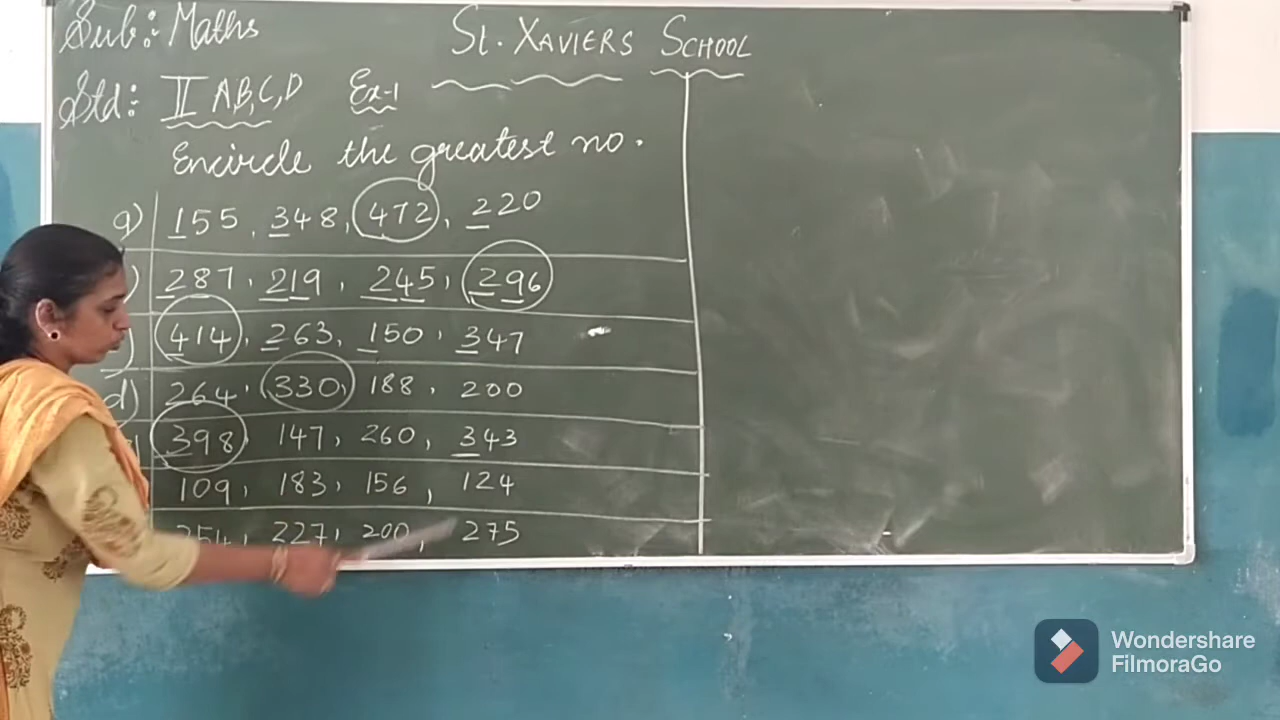 Sub: Maths
St. XAVIERS SCHOOL
Std: II A,B,C,D Ex-1
Encircle the greatest no.
a) 155, 348, 472, 220
) 287, 219, 245, 296
) 414, 263, 150, 347
d) 264, 330, 188, 200
398, 147, 260, 343
109, 183, 156, 124
254, 227, 200, 275
Wondershare
FilmoraGo